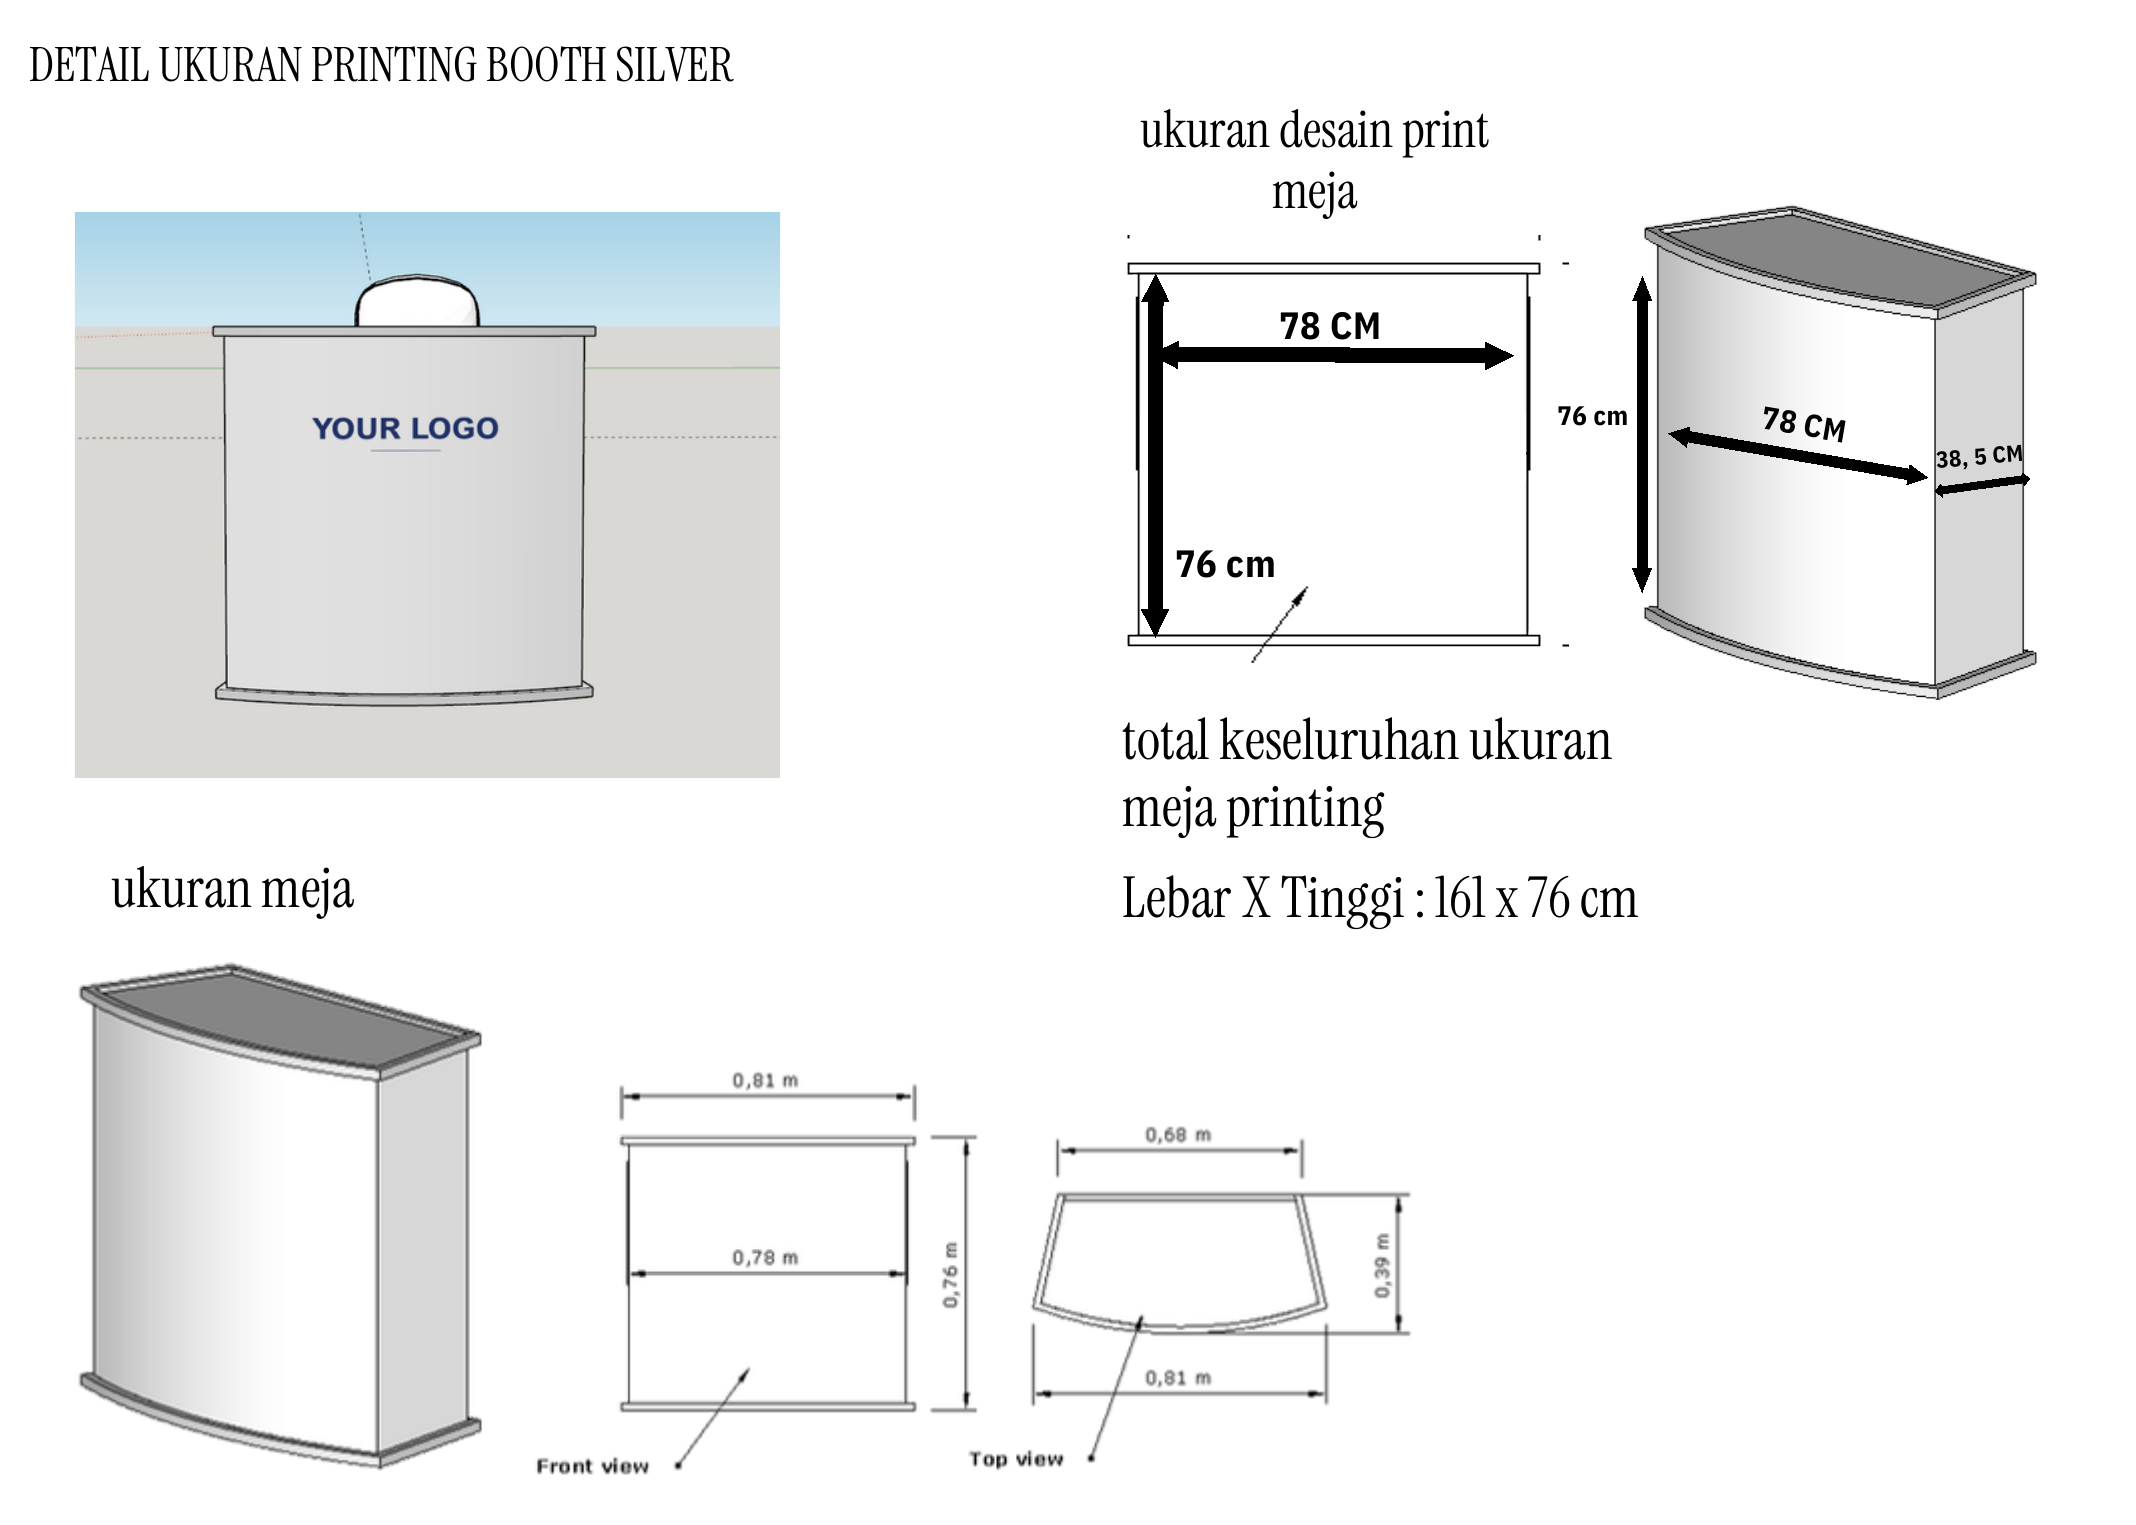 DETAIL UKURAN PRINTING BOOTH SILVER
ukuran desain print
meja
YOUR LOGO
78 CM
76 cm
76 cm
78 CM
38, 5 CM
total keseluruhan ukuran
meja printing
Lebar X Tinggi : 161 x 76 cm
ukuran meja
0,81 m
0,78 m
0,76 m
Front view
0,68 m
0,39 m
0,81 m
Top view